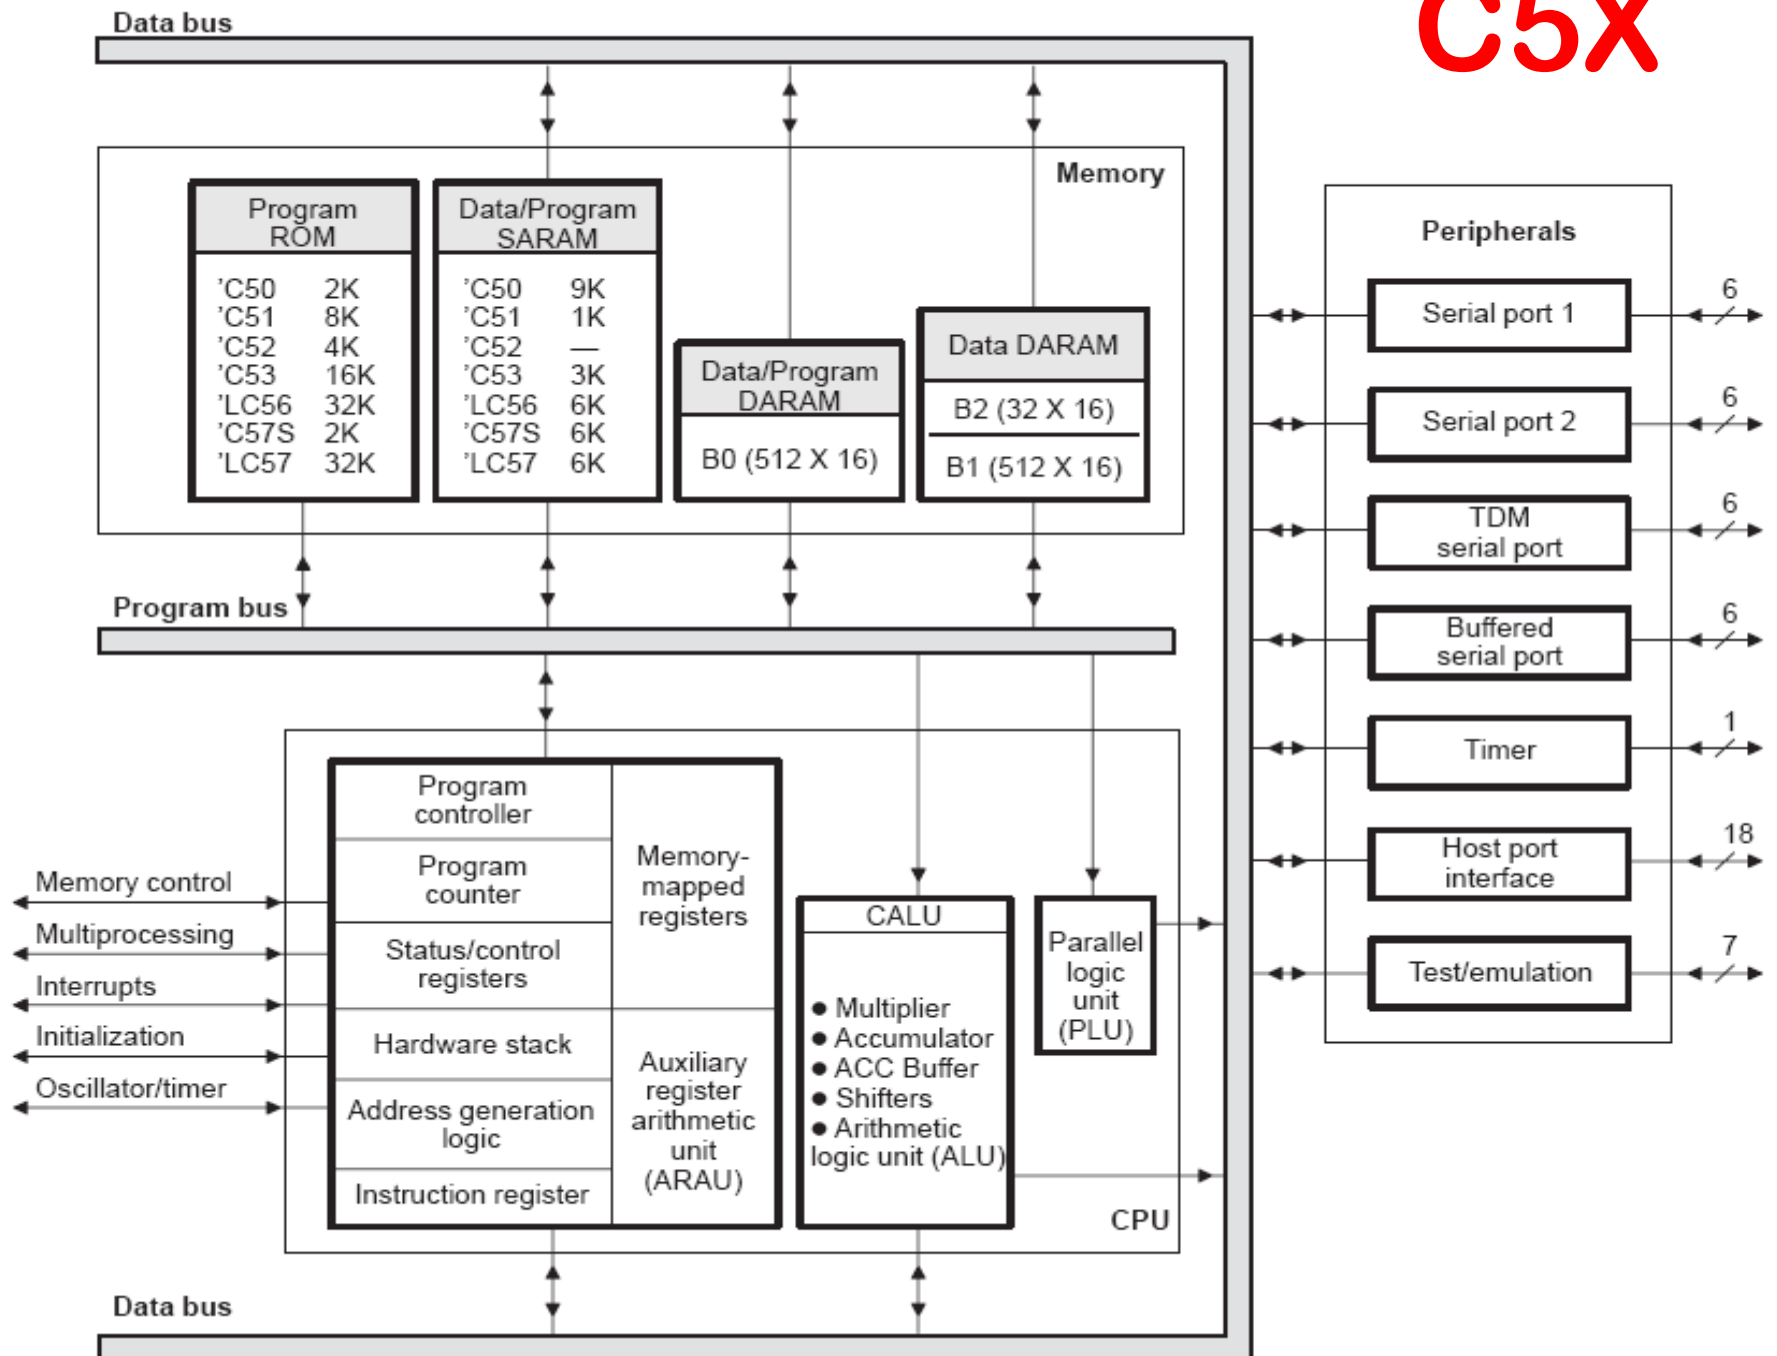 Data bus
C5X
Memory
Program
ROM
'C50 2K
'C51 8K
'C52 4K
'C53 16K
'LC56 32K
'C57S 2K
'LC57 32K
Data/Program
SARAM
'C50 9K
'C51 1K
'C52 —
'C53 3K
'LC56 6K
'C57S 6K
'LC57 6K
Data/Program
DARAM
B0 (512 X 16)
Data DARAM
B2 (32 X 16)
B1 (512 X 16)
Program bus
Peripherals
Serial port 1
6
Serial port 2
6
TDM
serial port
6
Buffered
serial port
6
Timer
1
Host port
interface
18
Test/emulation
7
Memory control
Multiprocessing
Interrupts
Initialization
Oscillator/timer
Program
controller
Program
counter
Status/control
registers
Hardware stack
Address generation
logic
Instruction register
Memory-
mapped
registers
Auxiliary
register
arithmetic
unit
(ARAU)
CALU
● Multiplier
● Accumulator
● ACC Buffer
● Shifters
● Arithmetic
logic unit (ALU)
Parallel
logic
unit
(PLU)
CPU
Data bus